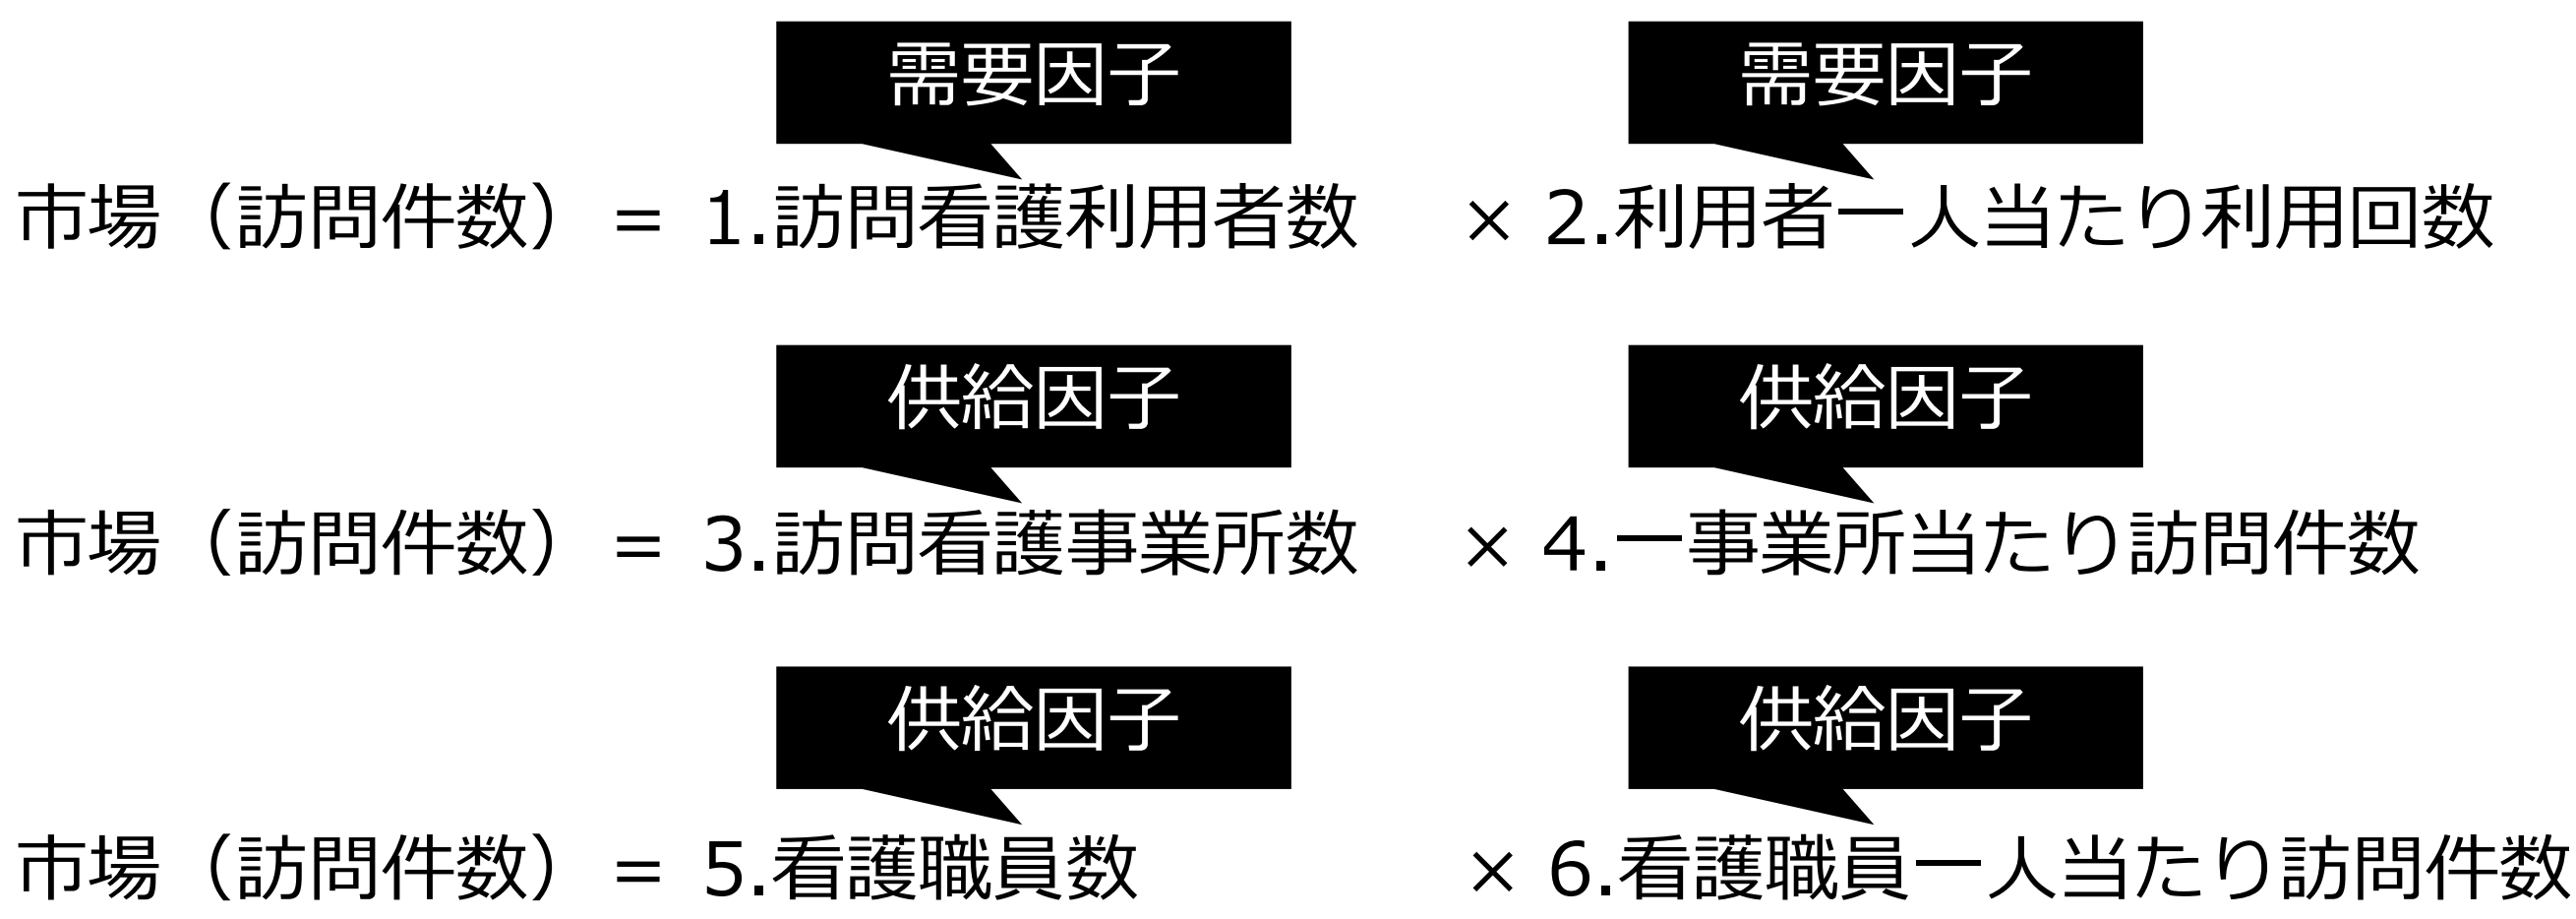 需要因子 需要因子
市場（訪問件数）= 1.訪問看護利用者数 × 2.利用者一人当たり利用回数
供給因子 供給因子
市場（訪問件数）= 3.訪問看護事業所数 × 4.一事業所当たり訪問件数
供給因子 供給因子
市場（訪問件数）= 5.看護職員数 × 6.看護職員一人当たり訪問件数